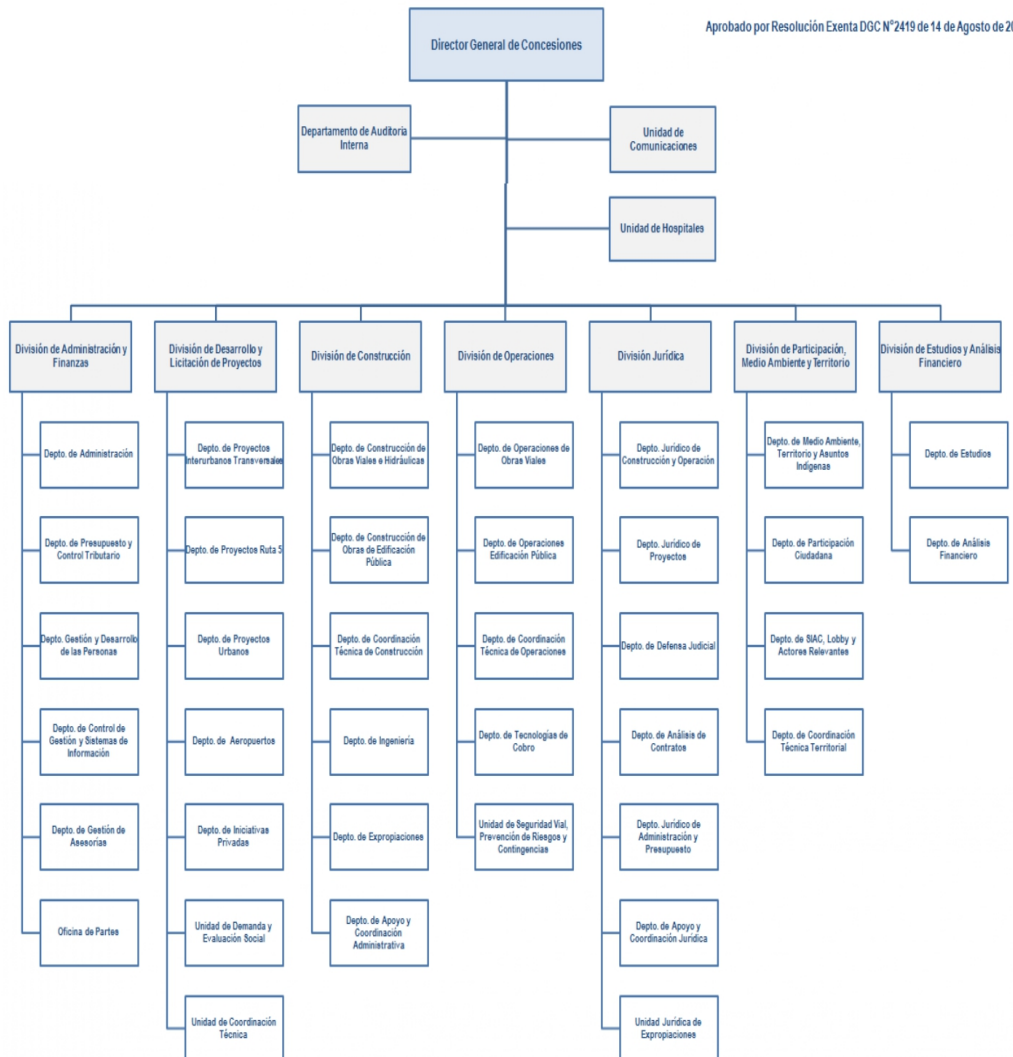 Aprobado por Resolución Exenta DGC N°2419 de 14 de Agosto de 20
Director General de Concesiones
Departamento de Auditoria
Interna
Unidad de
Comunicaciones
Unidad de Hospitales
División de Administración y
Finanzas
División de Desarrollo y
Licitación de Proyectos
División de Construcción
División de Operaciones
División Jurídica
División de Participación,
Medio Ambiente y Territorio
División de Estudios y Análisis
Financiero
Depto. de Administración
Depto. de Presupuesto y
Control Tributario
Depto. Gestión y Desarrollo
de las Personas
Depto. de Control de
Gestión y Sistemas de
Información
Depto. de Gestión de
Asesorías
Oficina de Partes
Depto. de Proyectos
Interurbanos Transversales
Depto. de Proyectos Ruta 5
Depto. de Proyectos
Urbanos
Depto. de Aeropuertos
Depto. de Iniciativas
Privadas
Unidad de Demanda y
Evaluación Social
Unidad de Coordinación
Técnica
Depto. de Construcción de
Obras Viales e Hidráulicas
Depto. de Construcción de
Obras de Edificación
Pública
Depto. de Coordinación
Técnica de Construcción
Depto. de Ingeniería
Depto. de Expropiaciones
Depto. de Apoyo y
Coordinación
Administrativa
Depto. de Operaciones de
Obras Viales
Depto. de Operaciones
Edificación Pública
Depto. de Coordinación
Técnica de Operaciones
Depto. de Tecnologías de
Cobro
Unidad de Seguridad Vial,
Prevención de Riesgos y
Contingencias
Depto. Jurídico de
Construcción y Operación
Depto. Jurídico de
Proyectos
Depto. de Defensa Judicial
Depto. de Análisis de
Contratos
Depto. Jurídico de
Administración y
Presupuesto
Depto. de Apoyo y
Coordinación Jurídica
Unidad Jurídica de
Expropiaciones
Depto. de Medio Ambiente,
Territorio y Asuntos
Indígenas
Depto. de Participación
Ciudadana
Depto. de SIAC, Lobby y
Actores Relevantes
Depto. de Coordinación
Técnica Territorial
Depto. de Estudios
Depto. de Análisis
Financiero